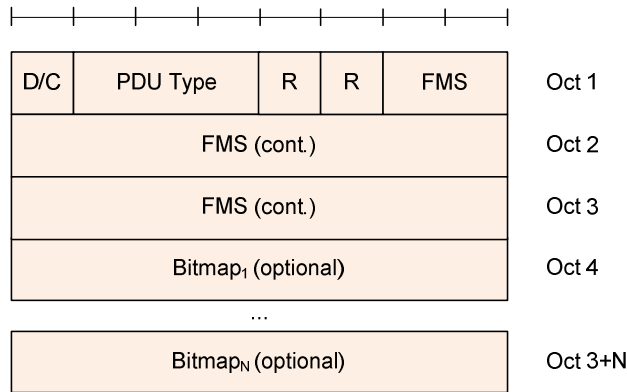 D/C PDU Type R R FMS Oct 1
FMS (cont.) Oct 2
FMS (cont.) Oct 3
Bitmap₁ (optional) Oct 4
...
Bitmap_N (optional) Oct 3+N